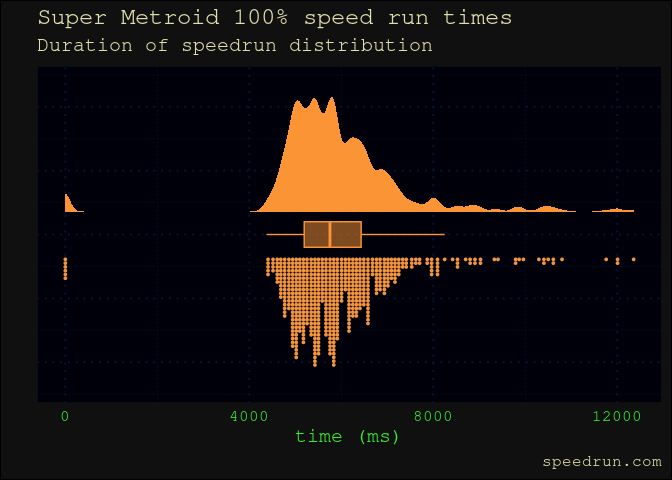 Super Metroid 100% speed run times
Duration of speedrun distribution
0 4000 8000 12000
time (ms)
speedrun.com